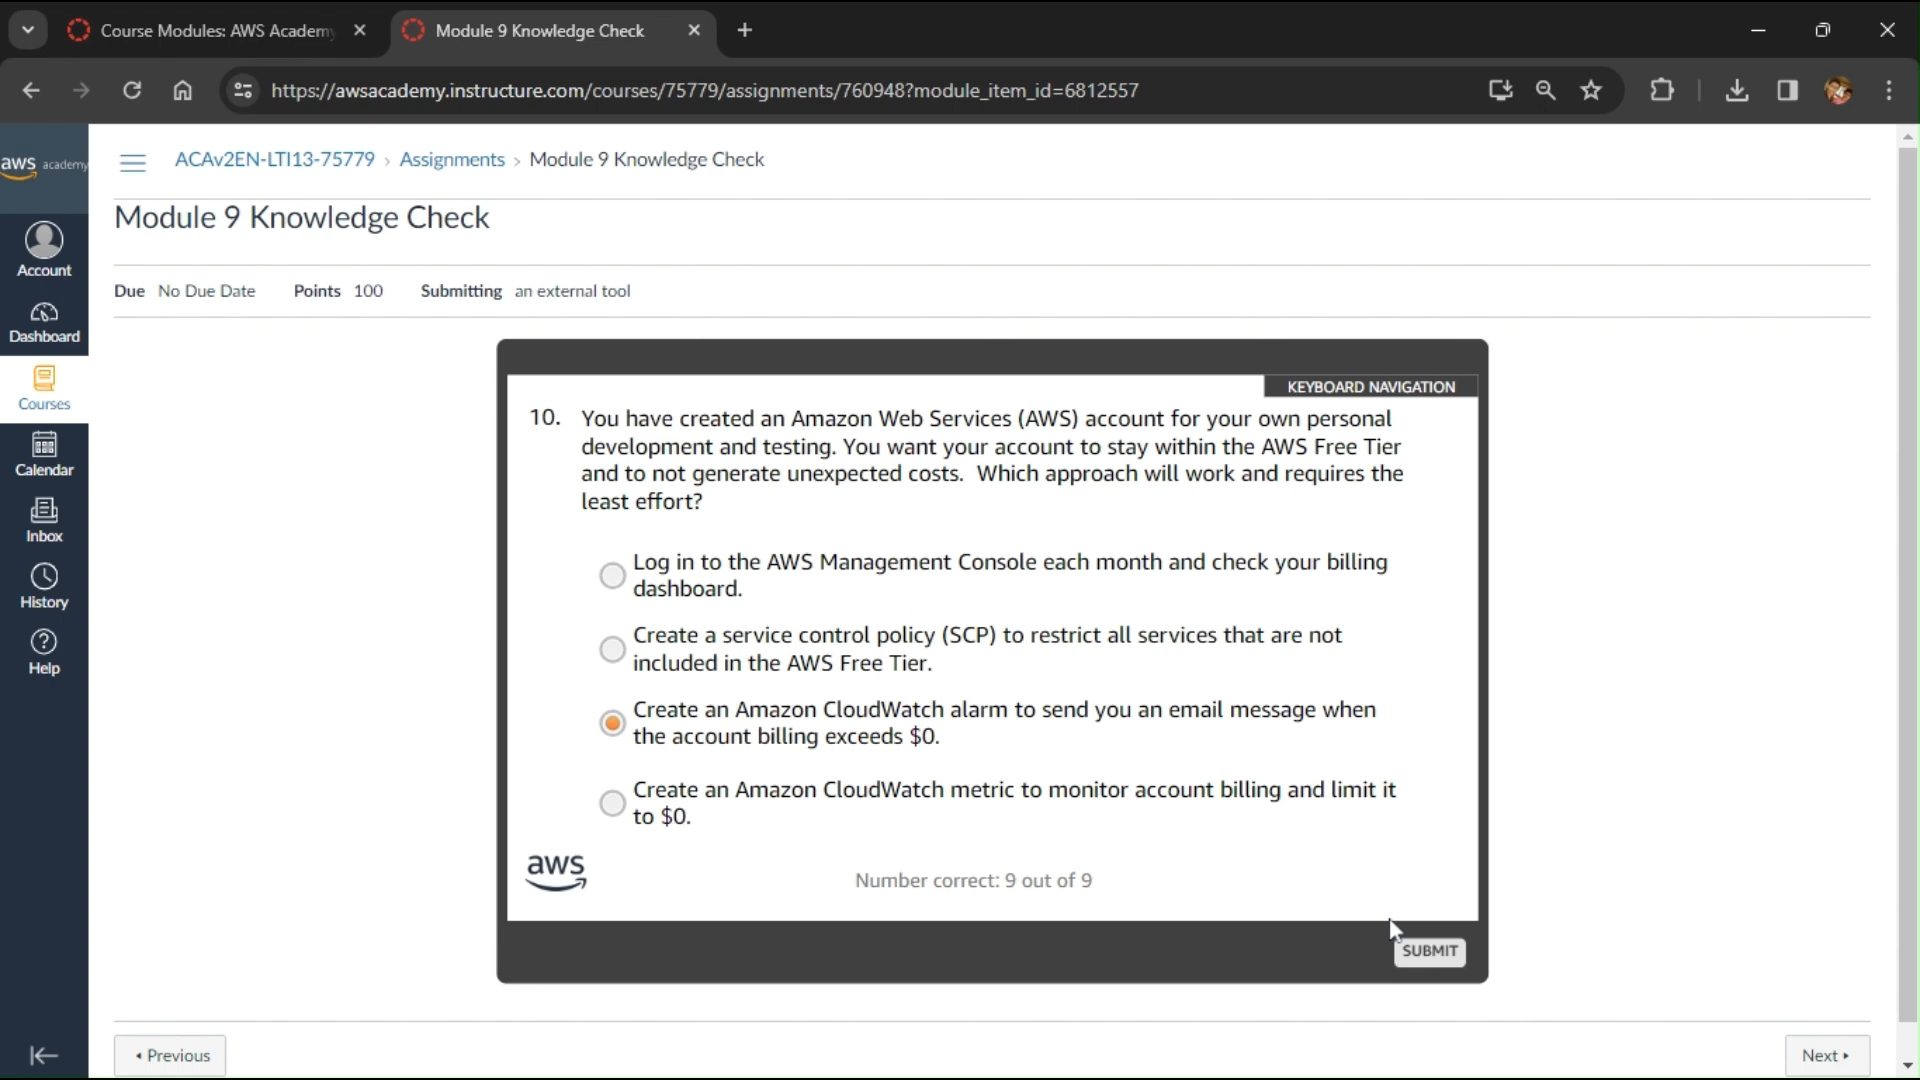 Course Modules: AWS Academy
Module 9 Knowledge Check
https://awsacademy.instructure.com/courses/75779/assignments/760948?module_item_id=6812557
aws academy
ACAv2EN-LTI13-75779 › Assignments › Module 9 Knowledge Check
Module 9 Knowledge Check
Account
Due No Due Date Points 100 Submitting an external tool
Dashboard
Courses
Calendar
Inbox
History
Help
KEYBOARD NAVIGATION
10. You have created an Amazon Web Services (AWS) account for your own personal
development and testing. You want your account to stay within the AWS Free Tier
and to not generate unexpected costs. Which approach will work and requires the
least effort?
Log in to the AWS Management Console each month and check your billing
dashboard.
Create a service control policy (SCP) to restrict all services that are not
included in the AWS Free Tier.
Create an Amazon CloudWatch alarm to send you an email message when
the account billing exceeds $0.
Create an Amazon CloudWatch metric to monitor account billing and limit it
to $0.
aws
Number correct: 9 out of 9
SUBMIT
Previous
Next